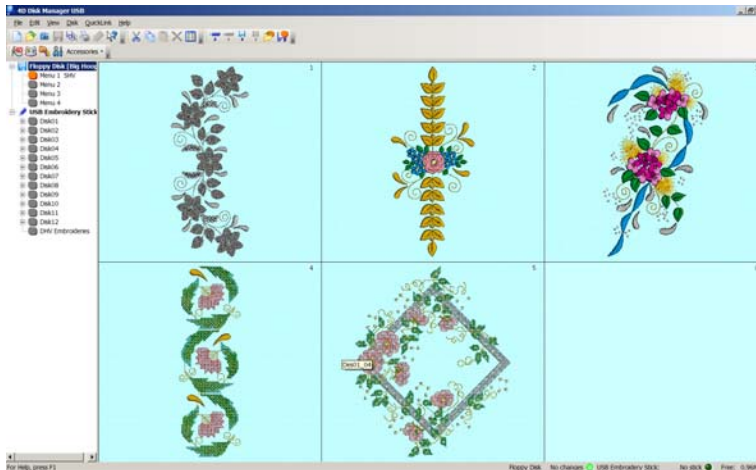 4D Disk Manager USB
File Edit View Disk QuickLink Help
Accessories
Floppy Disk [Big Hoop
Menu 1 SHV
Menu 2
Menu 3
Menu 4
USB Embroidery Stick
Disk01
Disk02
Disk03
Disk04
Disk05
Disk06
Disk07
Disk08
Disk09
Disk10
Disk11
Disk12
DHV Embroideries
1
2
3
4
5
For Help, press F1
Floppy Disk No changes USB Embroidery Stick: No stick Free: